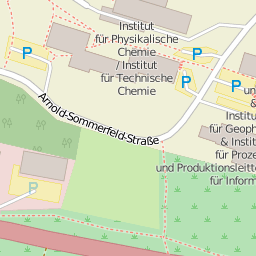 Institut
für Physikalische
Chemie
/ Institut
für Technische
Chemie
P
P
P
P
Arnold-Sommerfeld-Straße
un
&
Institu
für Geoph
& Instit
für Proze
und Produktionsleitte
für Inform
P